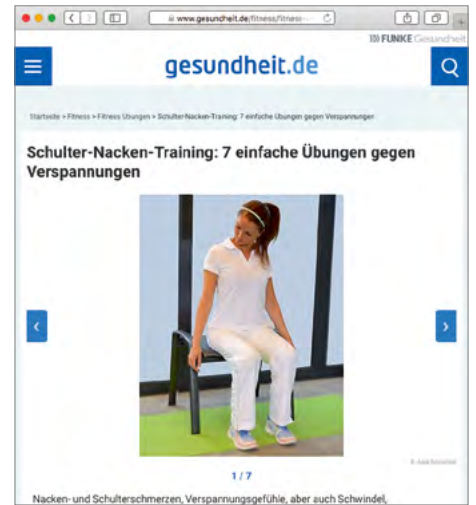 www.gesundheit.de/fitness/fitness-
FUNKE Gesundheit
gesundheit.de
Startseite » Fitness » Fitness Übungen » Schulter-Nacken-Training: 7 einfache Übungen gegen Verspannungen
Schulter-Nacken-Training: 7 einfache Übungen gegen
Verspannungen
1 / 7
Nacken- und Schulterschmerzen, Verspannungsgefühle, aber auch Schwindel,